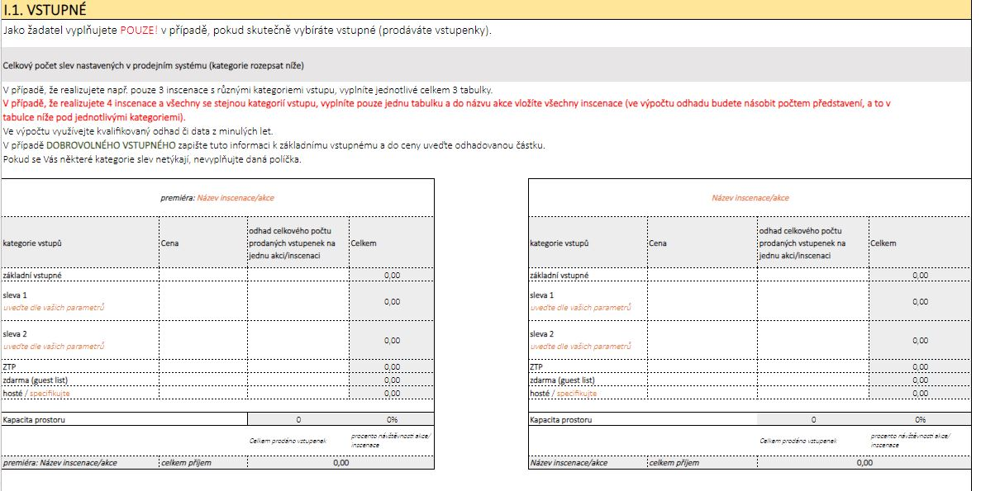 I.1. VSTUPNÉ
Jako žadatel vyplňujete POUZE! v případě, pokud skutečně vybíráte vstupné (prodáváte vstupenky).
Celkový počet slev nastavených v prodejním systému (kategorie rozepsat níže)
V případě, že realizujete např. pouze 3 inscenace s různými kategoriemi vstupu, vyplníte jednotlivé celkem 3 tabulky.
V případě, že realizujete 4 inscenace a všechny se stejnou kategorií vstupu, vyplníte pouze jednu tabulku a do názvu akce vložíte všechny inscenace (ve výpočtu odhadu budete násobit počtem představení, a to v
tabulce níže pod jednotlivými kategoriemi).
Ve výpočtu využívejte kvalifikovaný odhad či data z minulých let.
V případě DOBROVOLNÉHO VSTUPNÉHO zapište tuto informaci k základnímu vstupnému a do ceny uveďte odhadovanou částku.
Pokud se Vás některé kategorie slev netýkají, nevyplňujte daná políčka.
premiéra: Název inscenace/akce
kategorie vstupů
Cena
odhad celkového počtu
prodaných vstupenek na
jednu akci/inscenaci
Celkem
základní vstupné 0,00
sleva 1
uveďte dle vašich parametrů
0,00
sleva 2
uveďte dle vašich parametrů
0,00
ZTP 0,00
zdarma (guest list) 0,00
hosté / specifikujte 0,00
Kapacita prostoru 0 0%
Celkem prodáno vstupenek
procento návštěvnosti akce/
inscenace
premiéra: Název inscenace/akce celkem příjem 0,00
Název inscenace/akce
kategorie vstupů
Cena
odhad celkového počtu
prodaných vstupenek na
jednu akci/inscenaci
Celkem
základní vstupné 0,00
sleva 1
uveďte dle vašich parametrů
0,00
sleva 2
uveďte dle vašich parametrů
0,00
ZTP 0,00
zdarma (guest list) 0,00
hosté / specifikujte 0,00
Kapacita prostoru 0 0%
Celkem prodáno vstupenek
procento návštěvnosti akce/
inscenace
Název inscenace/akce celkem příjem 0,00